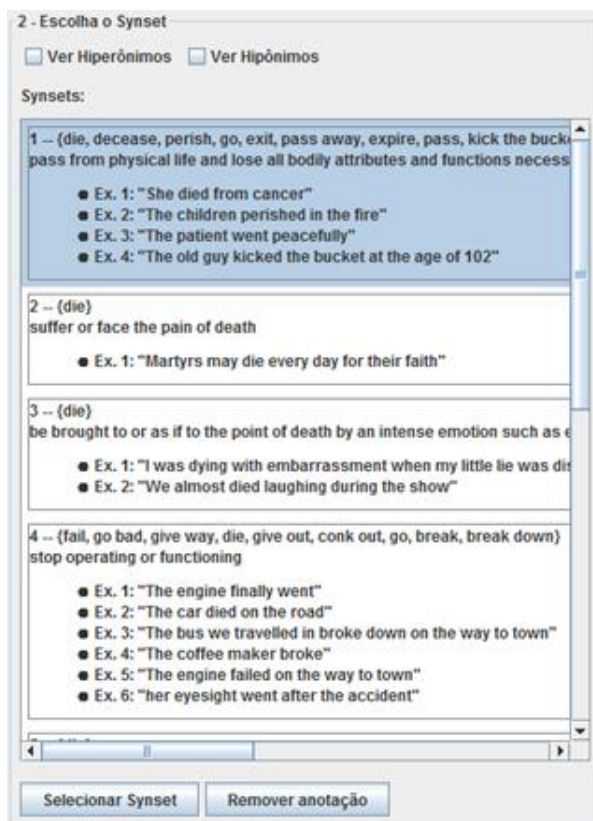 2 - Escolha o Synset
Ver Hiperônimos Ver Hipônimos
Synsets:
1 -- {die, decease, perish, go, exit, pass away, expire, pass, kick the
pass from physical life and lose all bodily attributes and functions
● Ex. 1: "She died from cancer"
● Ex. 2: "The children perished in the fire"
● Ex. 3: "The patient went peacefully"
● Ex. 4: "The old guy kicked the bucket at the age of 102"
2 -- {die}
suffer or face the pain of death
● Ex. 1: "Martyrs may die every day for their faith"
3 -- {die}
be brought to or as if to the point of death by an intense emotion such as
● Ex. 1: "I was dying with embarrassment when my little lie was
● Ex. 2: "We almost died laughing during the show"
4 -- {fail, go bad, give way, die, give out, conk out, go, break, break down}
stop operating or functioning
● Ex. 1: "The engine finally went"
● Ex. 2: "The car died on the road"
● Ex. 3: "The bus we travelled in broke down on the way to town"
● Ex. 4: "The coffee maker broke"
● Ex. 5: "The engine failed on the way to town"
● Ex. 6: "her eyesight went after the accident"
Selecionar Synset Remover anotação